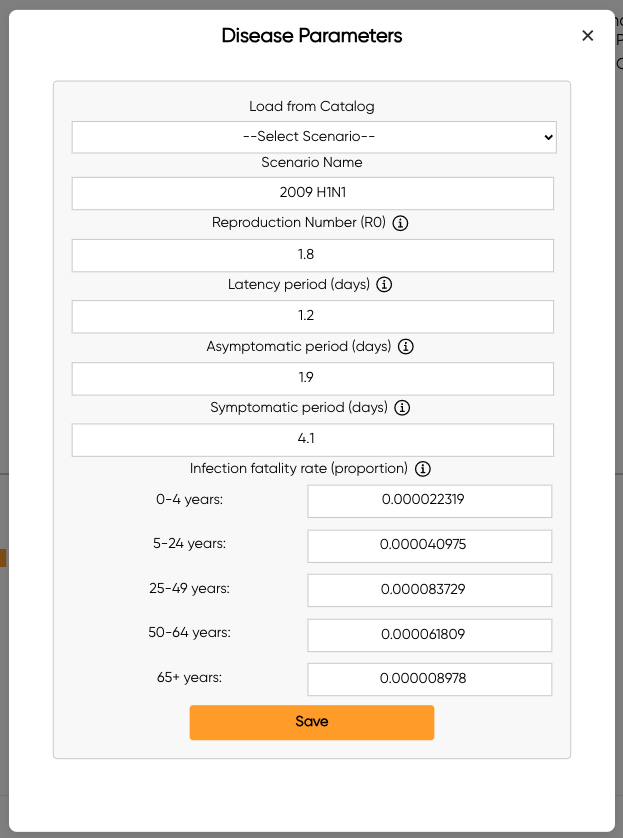 Disease Parameters
Load from Catalog
--Select Scenario--
Scenario Name
2009 H1N1
Reproduction Number (R0)
1.8
Latency period (days)
1.2
Asymptomatic period (days)
1.9
Symptomatic period (days)
4.1
Infection fatality rate (proportion)
0-4 years: 0.000022319
5-24 years: 0.000040975
25-49 years: 0.000083729
50-64 years: 0.000061809
65+ years: 0.000008978
Save